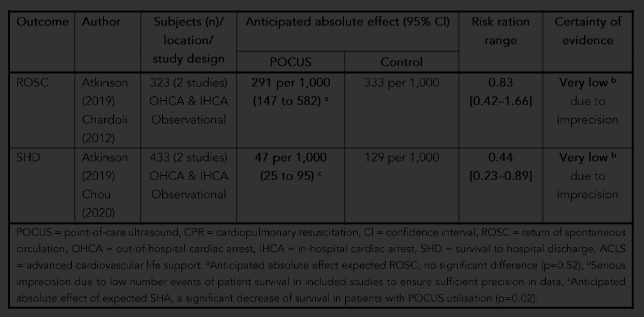 Outcome Author Subjects (n)/ location/ study design Anticipated absolute effect (95% CI) Risk ration range Certainty of evidence
POCUS Control
ROSC Atkinson (2019) Chardoli (2012) 323 (2 studies) OHCA & IHCA Observational 291 per 1,000 (147 to 582) ᵃ 333 per 1,000 0.83 [0.42–1.66] Very low ᵇ due to imprecision
SHD Atkinson (2019) Chou (2020) 433 (2 studies) OHCA & IHCA Observational 47 per 1,000 (25 to 95) ᶜ 129 per 1,000 0.44 [0.23–0.89] Very low ᵇ due to imprecision
POCUS = point-of-care ultrasound, CPR = cardiopulmonary resuscitation, CI = confidence interval, ROSC = return of spontaneous
circulation, OHCA = out-of-hospital cardiac arrest, IHCA = in-hospital cardiac arrest, SHD = survival to hospital discharge, ACLS
= advanced cardiovascular life support. ᵃAnticipated absolute effect expected ROSC, no significant difference (p=0.52), ᵇSerious
imprecision due to low number events of patient survival in included studies to ensure sufficient precision in data, ᶜAnticipated
absolute effect of expected SHA, a significant decrease of survival in patients with POCUS utilisation (p=0.02).